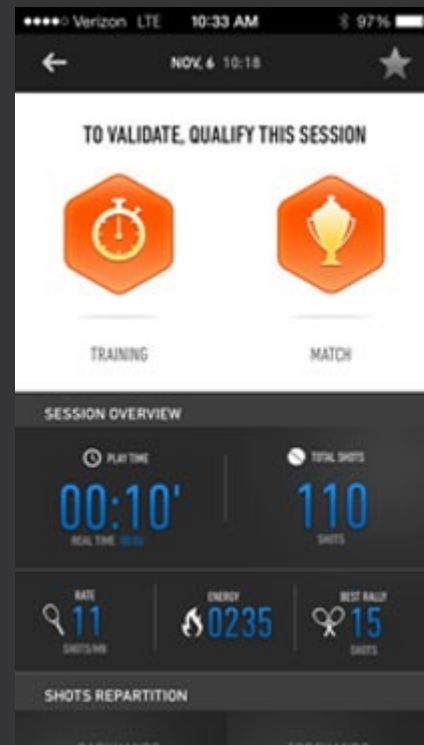 Verizon LTE 10:33 AM 97%
NOV, 6 10:18
TO VALIDATE, QUALIFY THIS SESSION
TRAINING MATCH
SESSION OVERVIEW
PLAY TIME TOTAL SHOTS
00:10' 110
REAL TIME SHOTS
RATE ENERGY BEST RALLY
11 0235 15
SHOTS/MN SHOTS
SHOTS REPARTITION